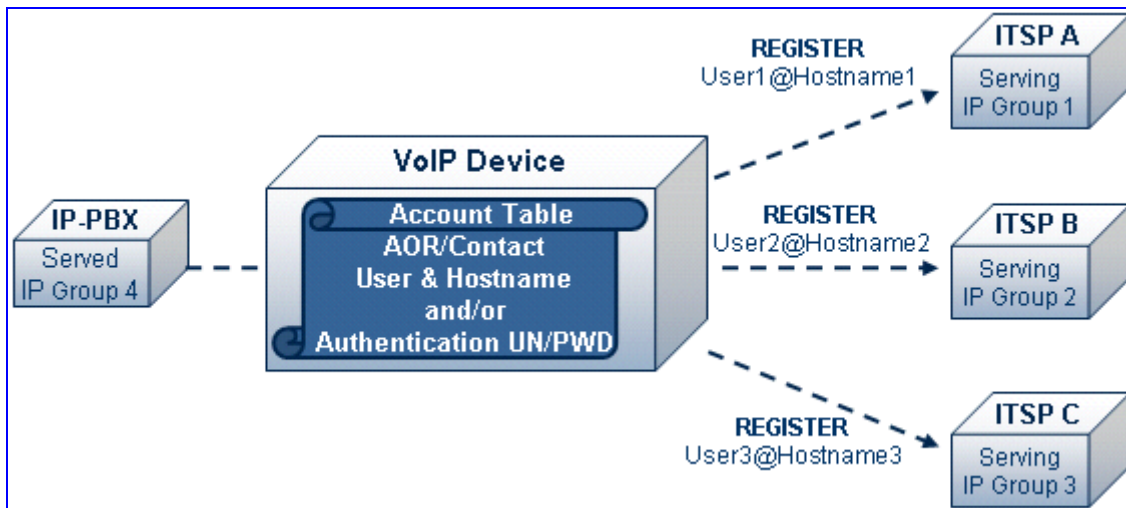 IP-PBX
Served
IP Group 4
VoIP Device
Account Table
AOR/Contact
User & Hostname
and/or
Authentication UN/PWD
REGISTER
User1@Hostname1
ITSP A
Serving
IP Group 1
REGISTER
User2@Hostname2
ITSP B
Serving
IP Group 2
REGISTER
User3@Hostname3
ITSP C
Serving
IP Group 3